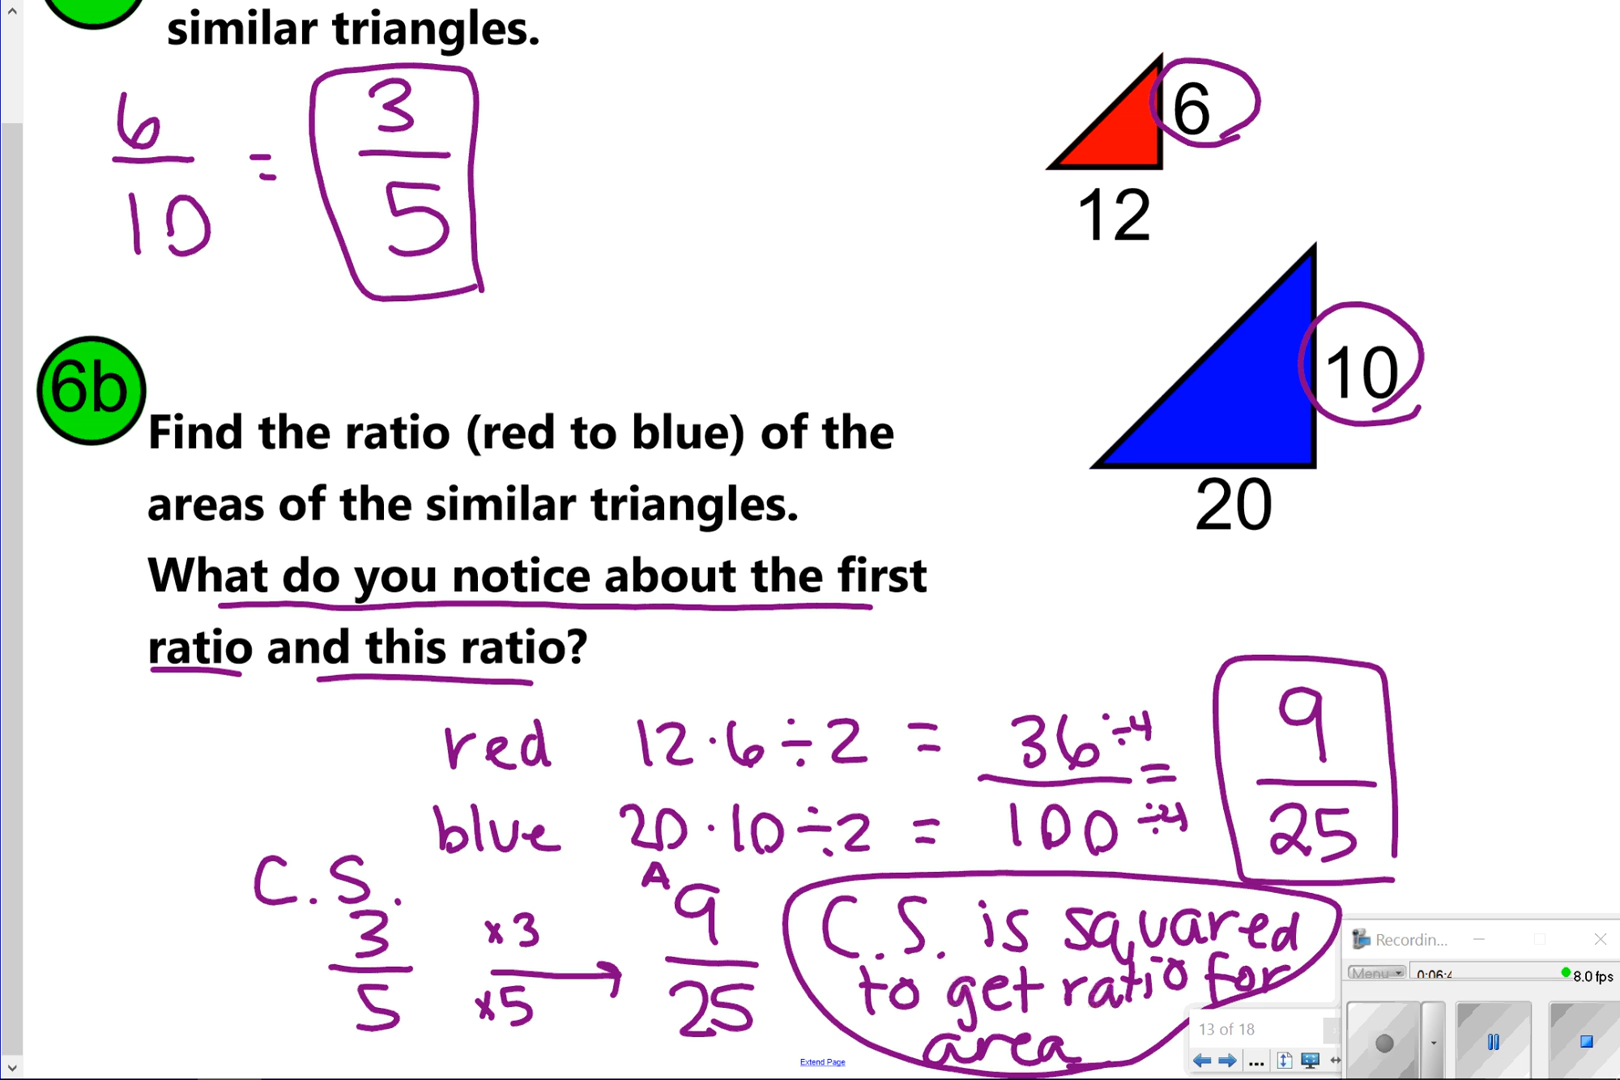 similar triangles.
6/10 = 3/5
6
12
10
20
6b
Find the ratio (red to blue) of the
areas of the similar triangles.
What do you notice about the first
ratio and this ratio?
red 12·6÷2 = 36÷4 = 9
blue 20·10÷2 = 100÷4 25
C.S. A
3 ×3 9
5 ×5 25
C.S. is squared
to get ratio for
area
Extend Page
Recordin...
Menu
8.0 fps
13 of 18
...